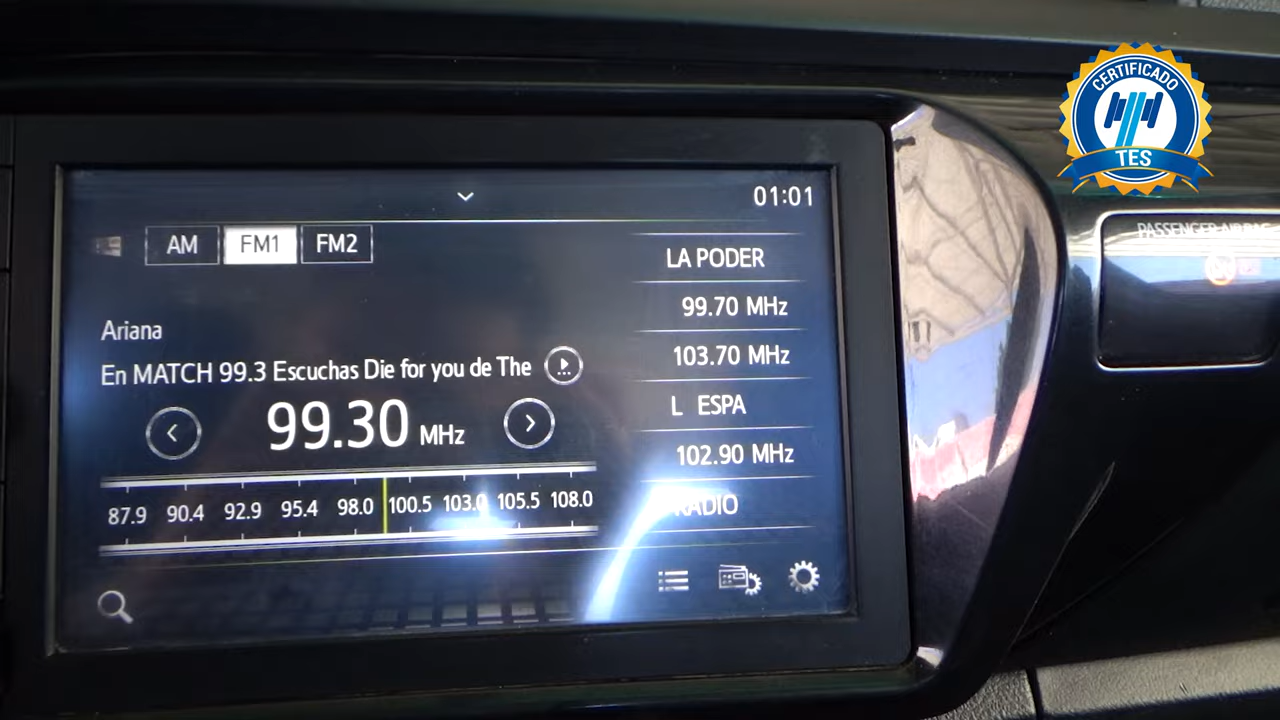 CERTIFICADO
TES
01:01
AM FM1 FM2
LA PODER
99.70 MHz
103.70 MHz
L ESPA
102.90 MHz
RADIO
Ariana
En MATCH 99.3 Escuchas Die for you de The
99.30 MHz
87.9 90.4 92.9 95.4 98.0 100.5 103.0 105.5 108.0
PASSENGER AIRBAG